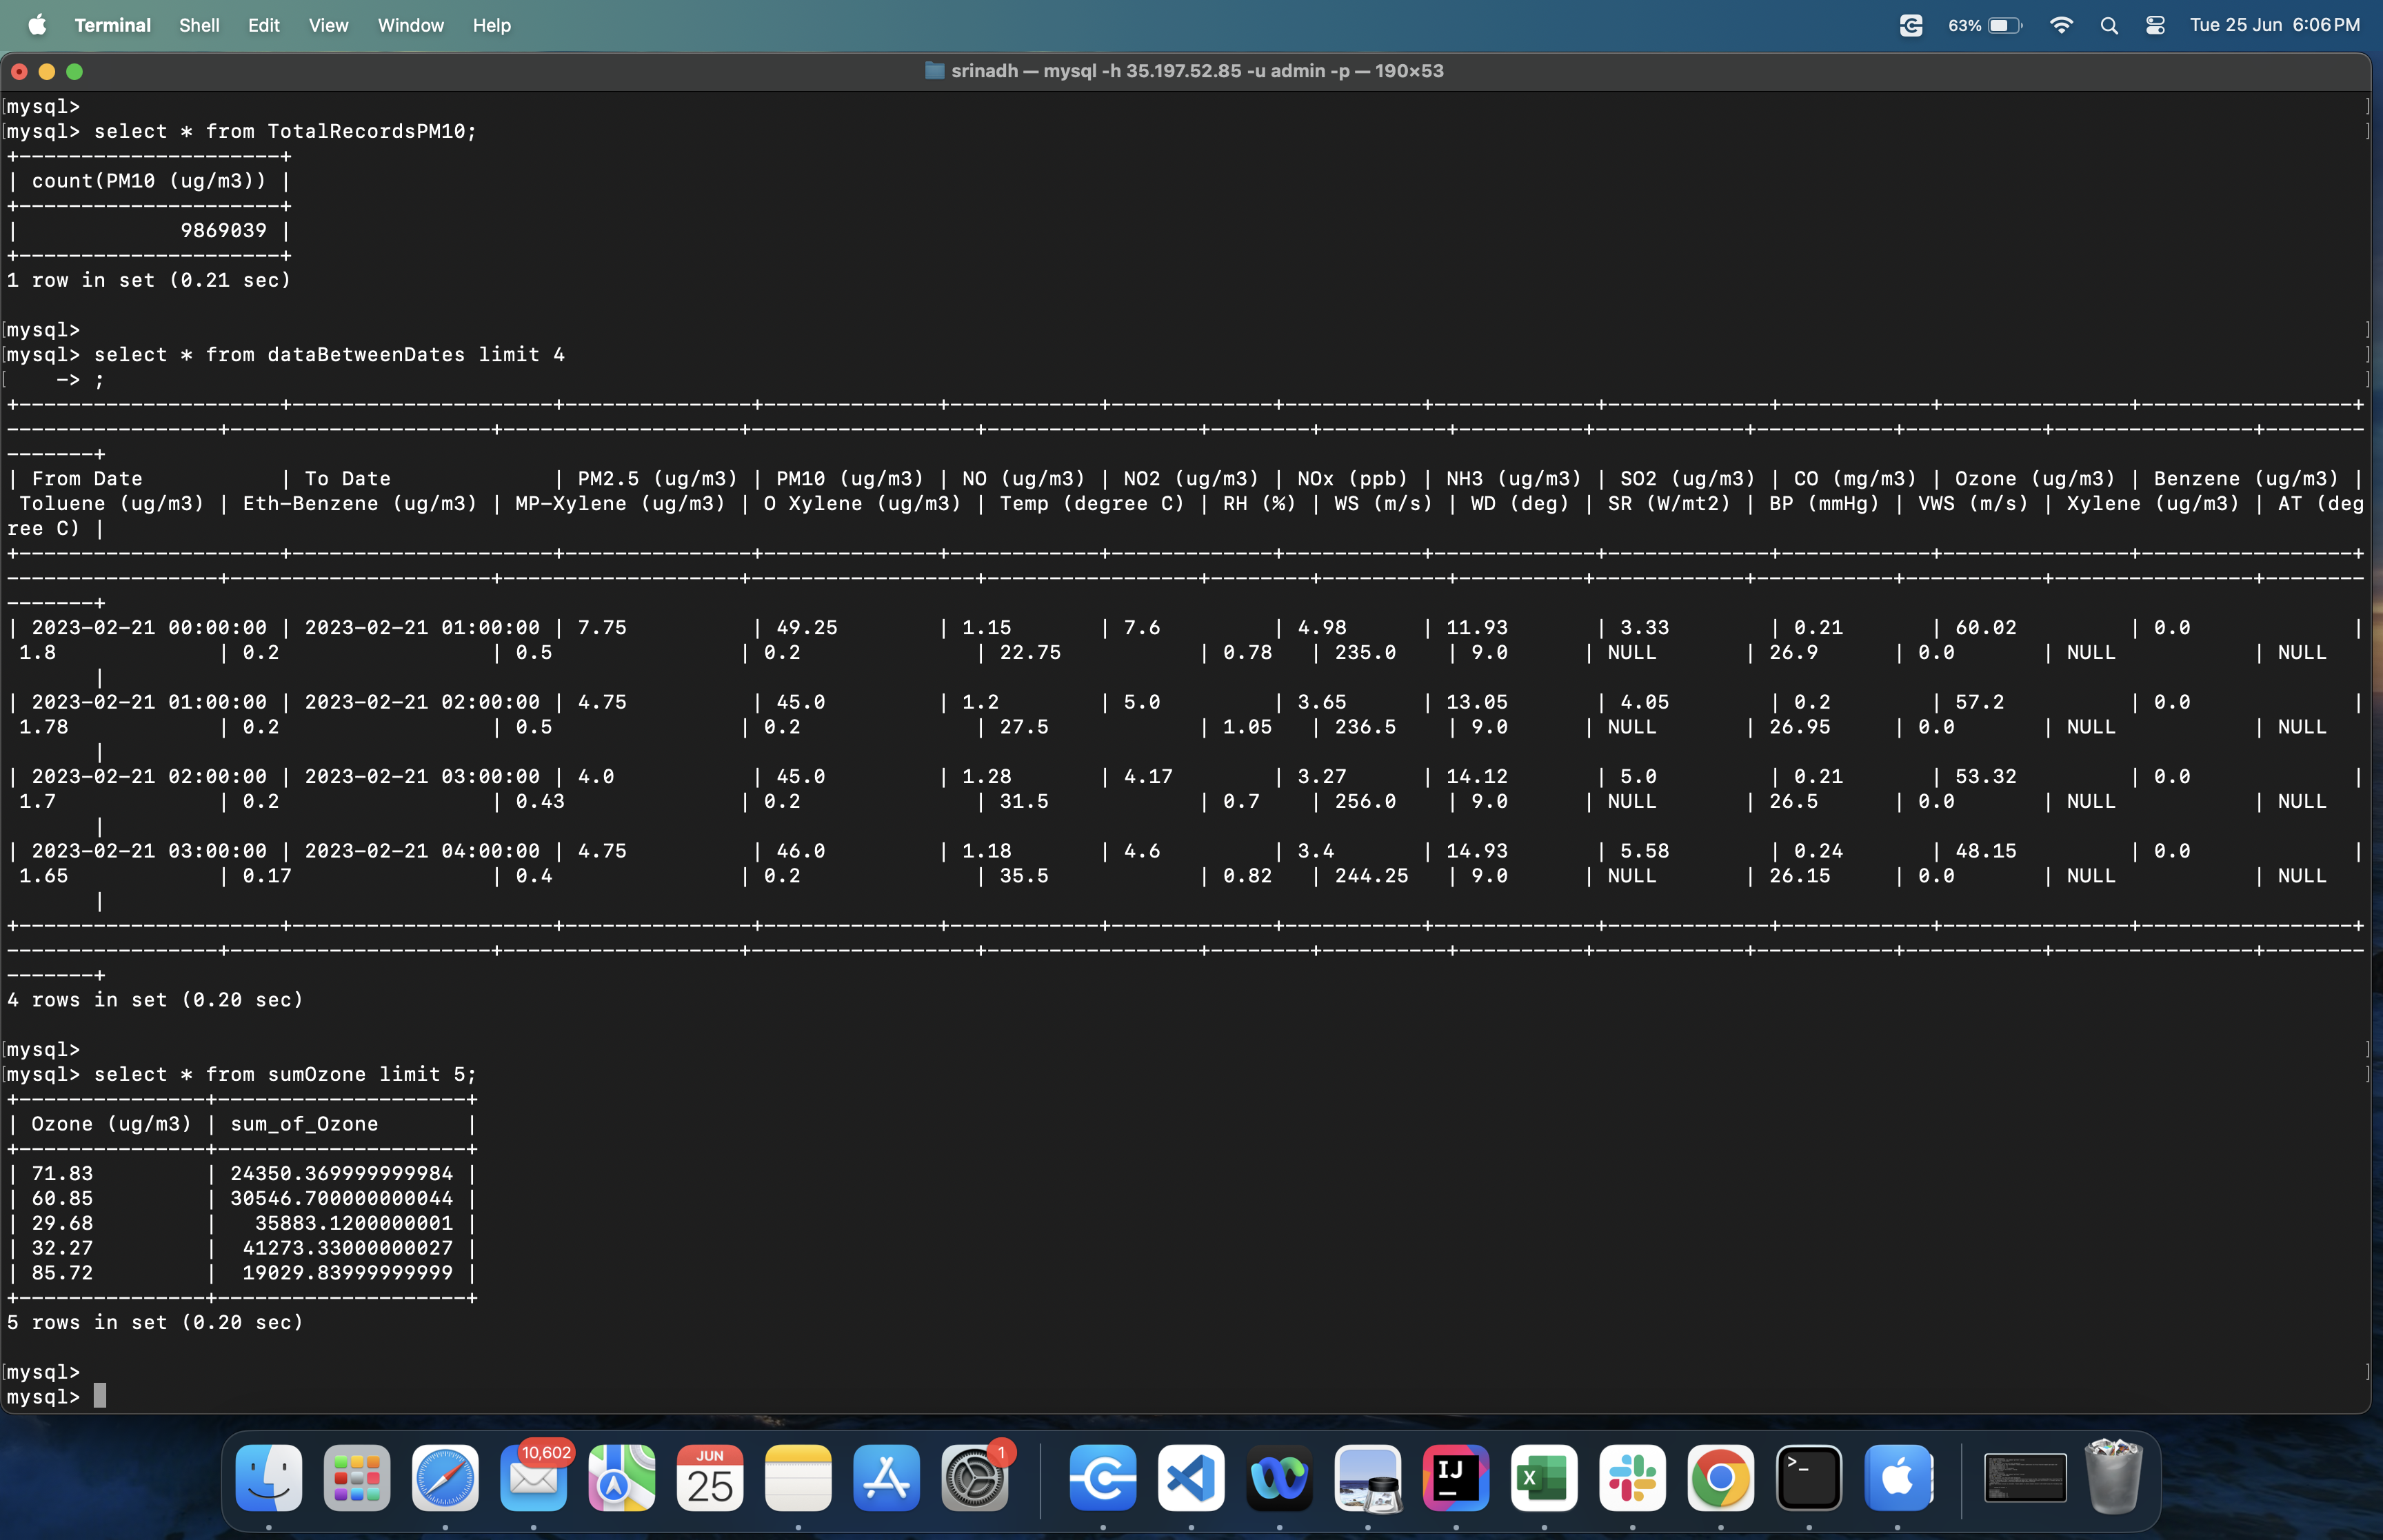 Terminal Shell Edit View Window Help 63% Tue 25 Jun 6:06 PM
srinadh — mysql -h 35.197.52.85 -u admin -p — 190×53
[mysql> ]
[mysql> select * from TotalRecordsPM10; ]
+---------------------+
| count(PM10 (ug/m3)) |
+---------------------+
|             9869039 |
+---------------------+
1 row in set (0.21 sec)
[mysql> ]
[mysql> select * from dataBetweenDates limit 4 ]
[    -> ; ]
| From Date | To Date | PM2.5 (ug/m3) | PM10 (ug/m3) | NO (ug/m3) | NO2 (ug/m3) | NOx (ppb) | NH3 (ug/m3) | SO2 (ug/m3) | CO (mg/m3) | Ozone (ug/m3) | Benzene (ug/m3) |
Toluene (ug/m3) | Eth-Benzene (ug/m3) | MP-Xylene (ug/m3) | O Xylene (ug/m3) | Temp (degree C) | RH (%) | WS (m/s) | WD (deg) | SR (W/mt2) | BP (mmHg) | VWS (m/s) | Xylene (ug/m3) | AT (deg
ree C) |
| 2023-02-21 00:00:00 | 2023-02-21 01:00:00 | 7.75 | 49.25 | 1.15 | 7.6 | 4.98 | 11.93 | 3.33 | 0.21 | 60.02 | 0.0 |
1.8 | 0.2 | 0.5 | 0.2 | 22.75 | 0.78 | 235.0 | 9.0 | NULL | 26.9 | 0.0 | NULL | NULL
|
| 2023-02-21 01:00:00 | 2023-02-21 02:00:00 | 4.75 | 45.0 | 1.2 | 5.0 | 3.65 | 13.05 | 4.05 | 0.2 | 57.2 | 0.0 |
1.78 | 0.2 | 0.5 | 0.2 | 27.5 | 1.05 | 236.5 | 9.0 | NULL | 26.95 | 0.0 | NULL | NULL
|
| 2023-02-21 02:00:00 | 2023-02-21 03:00:00 | 4.0 | 45.0 | 1.28 | 4.17 | 3.27 | 14.12 | 5.0 | 0.21 | 53.32 | 0.0 |
1.7 | 0.2 | 0.43 | 0.2 | 31.5 | 0.7 | 256.0 | 9.0 | NULL | 26.5 | 0.0 | NULL | NULL
|
| 2023-02-21 03:00:00 | 2023-02-21 04:00:00 | 4.75 | 46.0 | 1.18 | 4.6 | 3.4 | 14.93 | 5.58 | 0.24 | 48.15 | 0.0 |
1.65 | 0.17 | 0.4 | 0.2 | 35.5 | 0.82 | 244.25 | 9.0 | NULL | 26.15 | 0.0 | NULL | NULL
|
4 rows in set (0.20 sec)
[mysql> ]
[mysql> select * from sumOzone limit 5; ]
+---------------+--------------------+
| Ozone (ug/m3) | sum_of_Ozone       |
+---------------+--------------------+
| 71.83         | 24350.369999999984 |
| 60.85         | 30546.700000000044 |
| 29.68         |   35883.1200000001 |
| 32.27         |  41273.33000000027 |
| 85.72         |  19029.83999999999 |
+---------------+--------------------+
5 rows in set (0.20 sec)
[mysql> ]
mysql>
10,602 JUN 25 1 IJ X >_